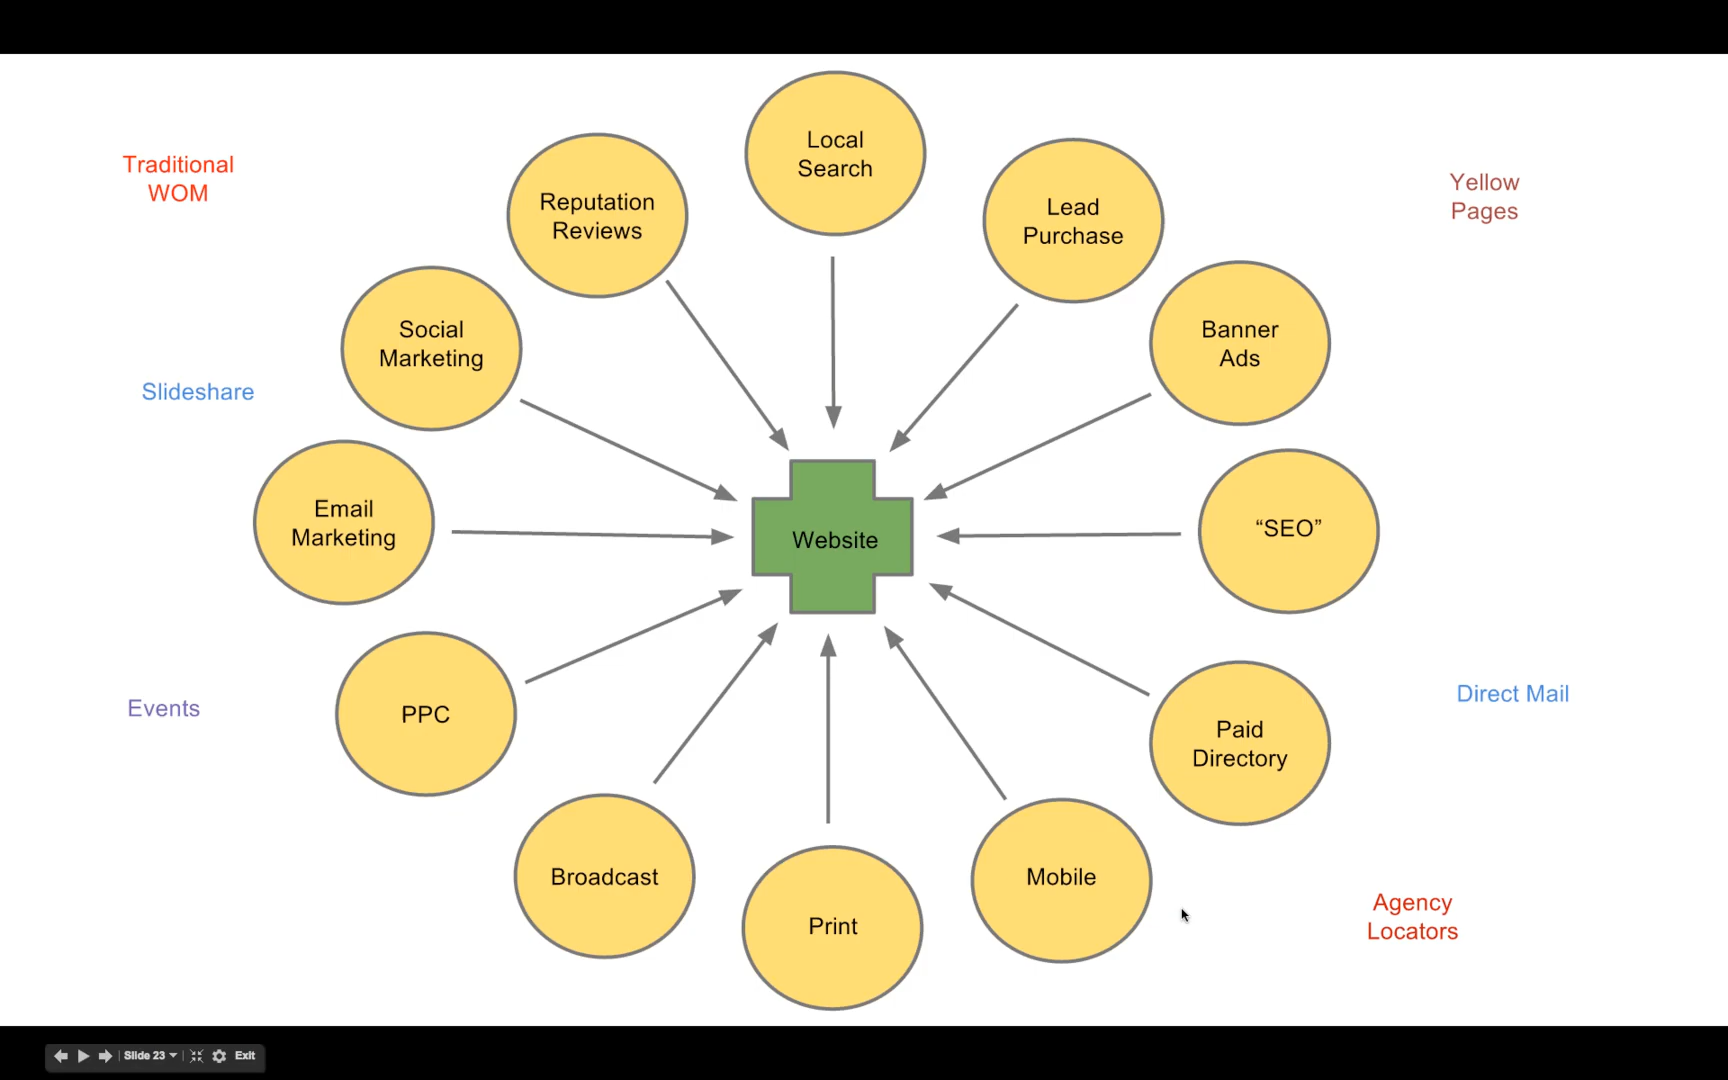 Local
Search
Traditional
WOM
Reputation
Reviews
Lead
Purchase
Yellow
Pages
Social
Marketing
Banner
Ads
Slideshare
Email
Marketing
Website
“SEO”
Events
PPC
Direct Mail
Paid
Directory
Broadcast
Print
Mobile
Agency
Locators
Slide 23
Exit